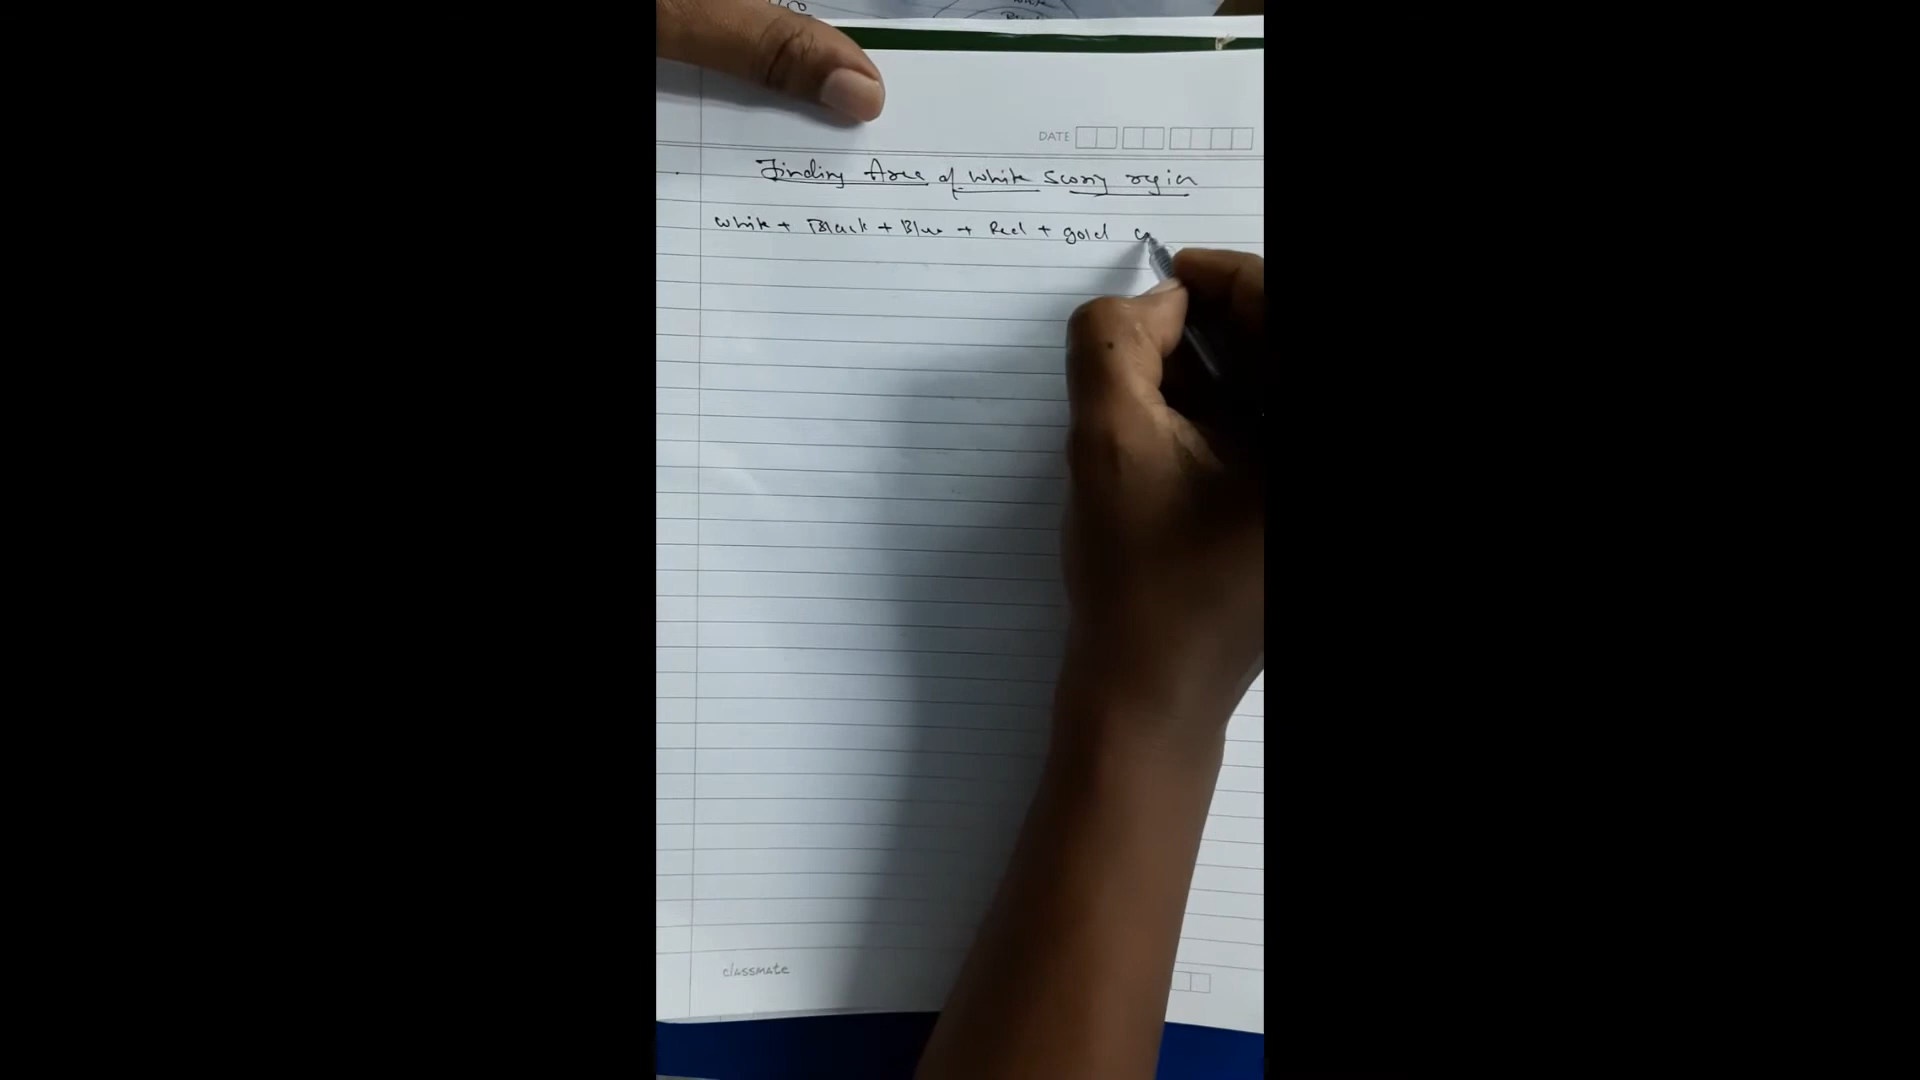 DATE
Finding Area of white Scoring region
white + Black + Blue + Red + gold
classmate